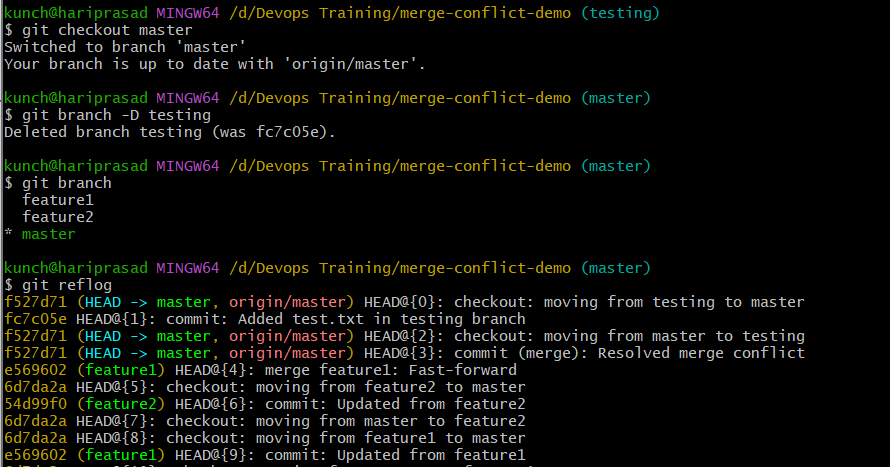 kunch@hariprasad MINGW64 /d/Devops Training/merge-conflict-demo (testing)
$ git checkout master
Switched to branch 'master'
Your branch is up to date with 'origin/master'.
kunch@hariprasad MINGW64 /d/Devops Training/merge-conflict-demo (master)
$ git branch -D testing
Deleted branch testing (was fc7c05e).
kunch@hariprasad MINGW64 /d/Devops Training/merge-conflict-demo (master)
$ git branch
  feature1
  feature2
* master
kunch@hariprasad MINGW64 /d/Devops Training/merge-conflict-demo (master)
$ git reflog
f527d71 (HEAD -> master, origin/master) HEAD@{0}: checkout: moving from testing to master
fc7c05e HEAD@{1}: commit: Added test.txt in testing branch
f527d71 (HEAD -> master, origin/master) HEAD@{2}: checkout: moving from master to testing
f527d71 (HEAD -> master, origin/master) HEAD@{3}: commit (merge): Resolved merge conflict
e569602 (feature1) HEAD@{4}: merge feature1: Fast-forward
6d7da2a HEAD@{5}: checkout: moving from feature2 to master
54d99f0 (feature2) HEAD@{6}: commit: Updated from feature2
6d7da2a HEAD@{7}: checkout: moving from master to feature2
6d7da2a HEAD@{8}: checkout: moving from feature1 to master
e569602 (feature1) HEAD@{9}: commit: Updated from feature1